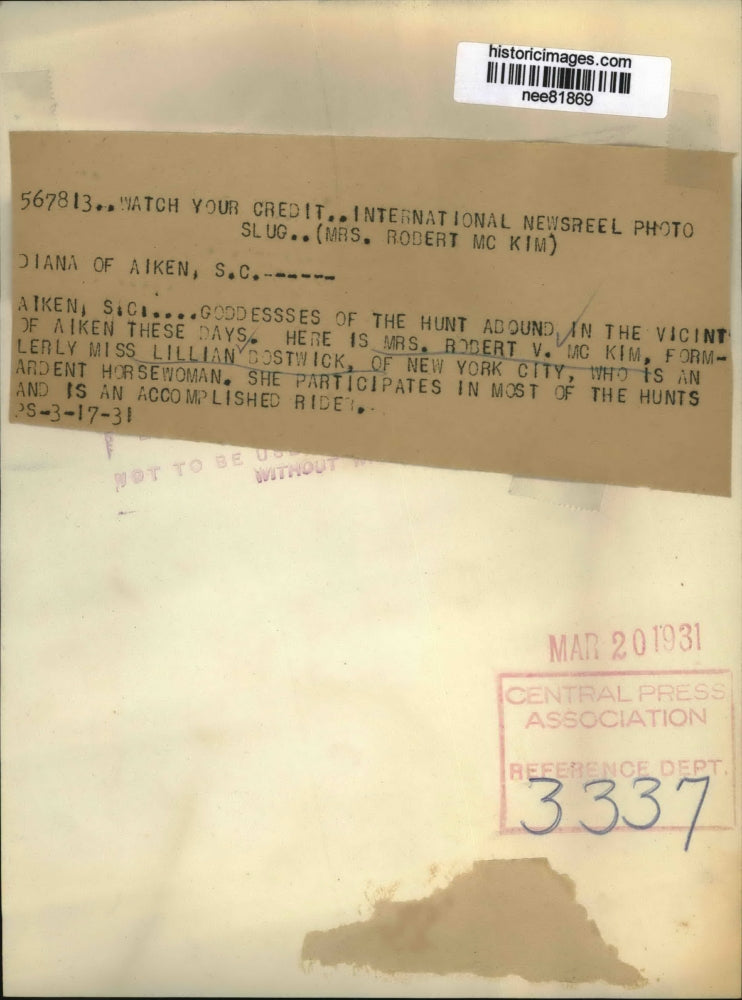 historicimages.com
nee81869
567813..WATCH YOUR CREDIT..INTERNATIONAL NEWSREEL PHOTO
SLUG..(MRS. ROBERT MC KIM)
DIANA OF AIKEN, S.C.------
AIKEN, S.C.....GODDESSSES OF THE HUNT ABOUND IN THE VICINT
OF AIKEN THESE DAYS. HERE IS MRS. ROBERT V. MC KIM, FORM-
LERLY MISS LILLIAN BOSTWICK, OF NEW YORK CITY, WHO IS AN
ARDENT HORSEWOMAN. SHE PARTICIPATES IN MOST OF THE HUNTS
AND IS AN ACCOMPLISHED RIDER.
PS-3-17-31
NOT TO BE
WITHOUT
MAR 20 1931
CENTRAL PRESS
ASSOCIATION
REFERENCE DEPT.
3337